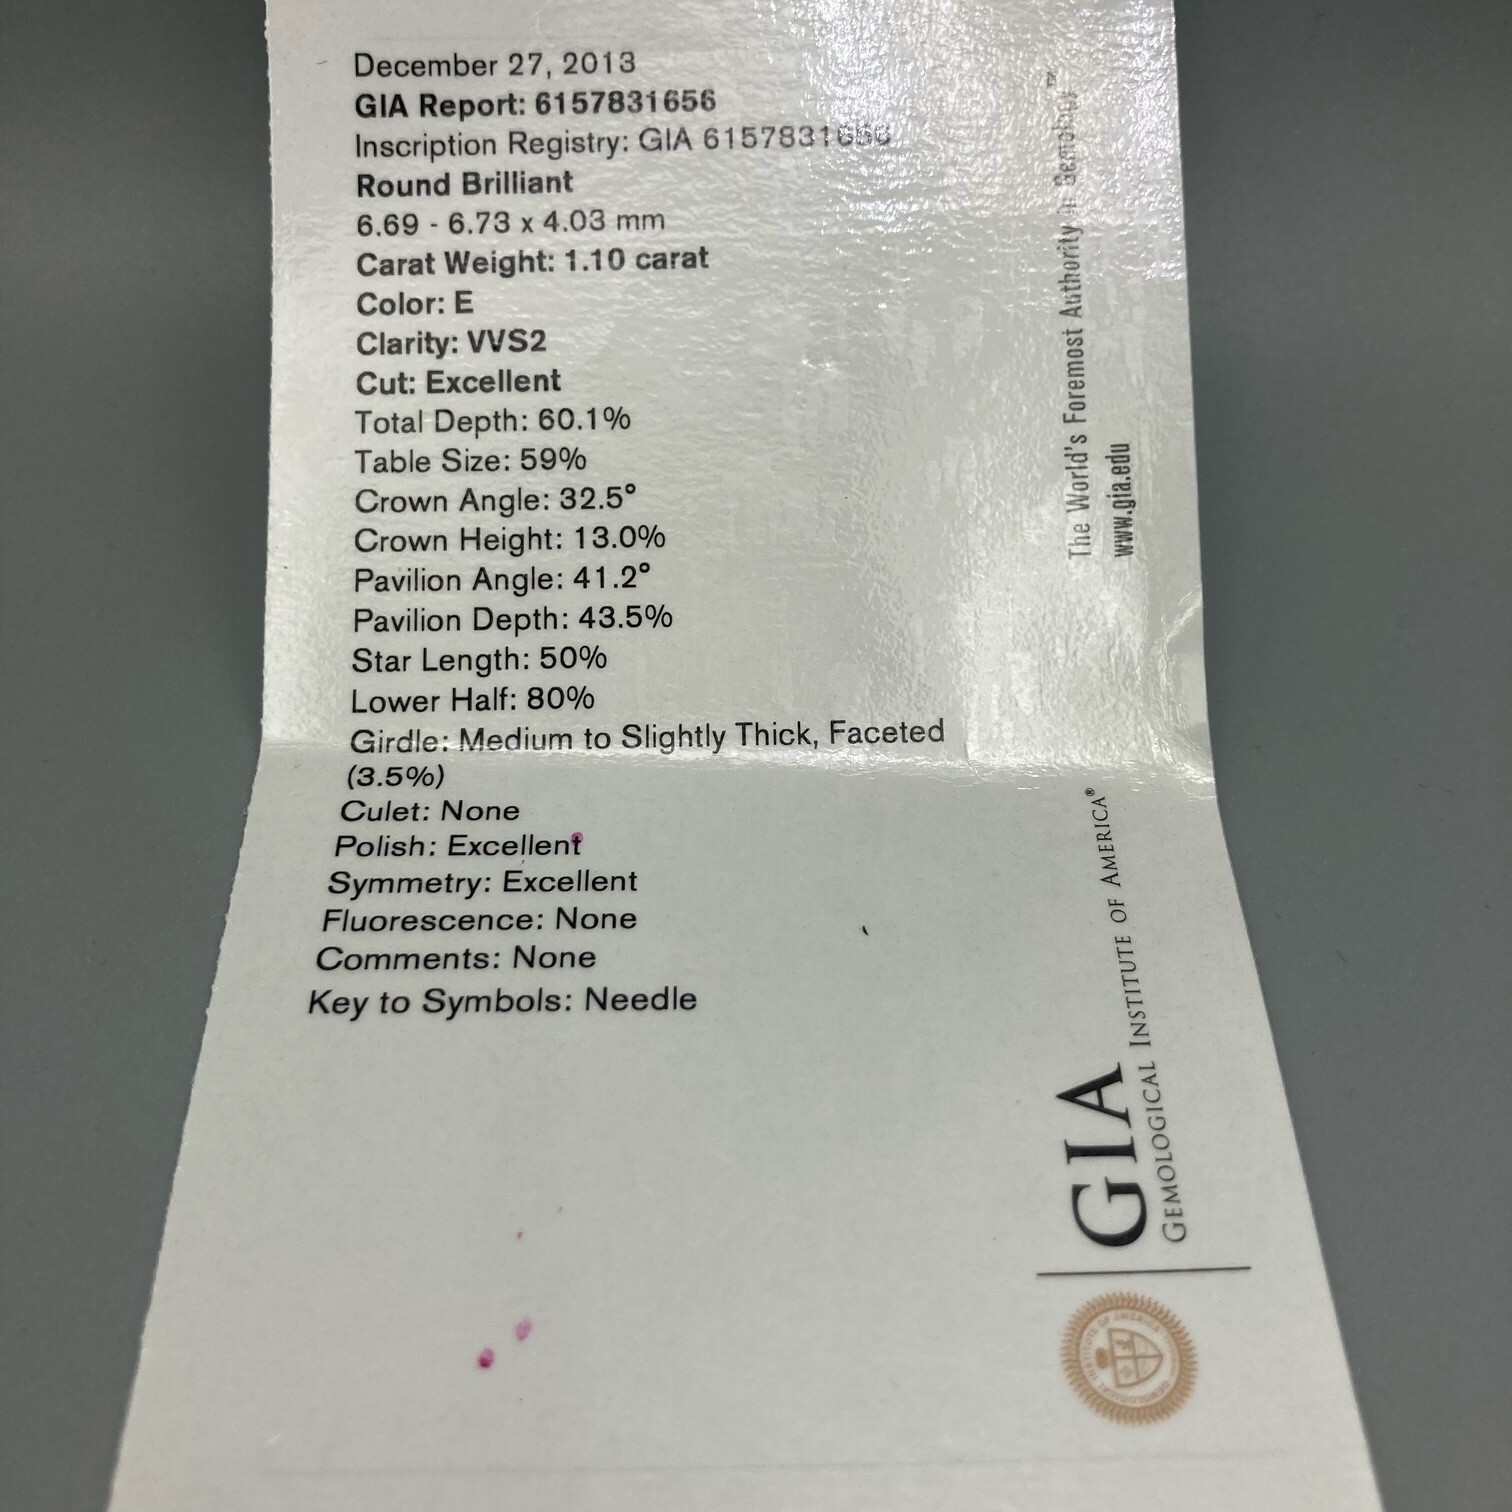 December 27, 2013
GIA Report: 6157831656
Inscription Registry: GIA 6157831656
Round Brilliant
6.69 - 6.73 x 4.03 mm
Carat Weight: 1.10 carat
Color: E
Clarity: VVS2
Cut: Excellent
Total Depth: 60.1%
Table Size: 59%
Crown Angle: 32.5°
Crown Height: 13.0%
Pavilion Angle: 41.2°
Pavilion Depth: 43.5%
Star Length: 50%
Lower Half: 80%
Girdle: Medium to Slightly Thick, Faceted
(3.5%)
Culet: None
Polish: Excellent
Symmetry: Excellent
Fluorescence: None
Comments: None
Key to Symbols: Needle
The World's Foremost Authority in Gemology™
www.gia.edu
GIA
GEMOLOGICAL INSTITUTE OF AMERICA®